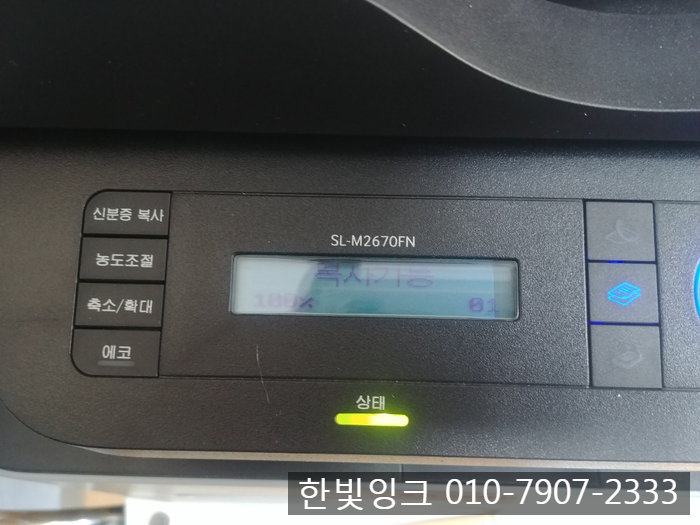 신분증 복사
농도조절
축소/확대
에코
SL-M2670FN
복사가능
100% 01
상태
한빛잉크 010-7907-2333